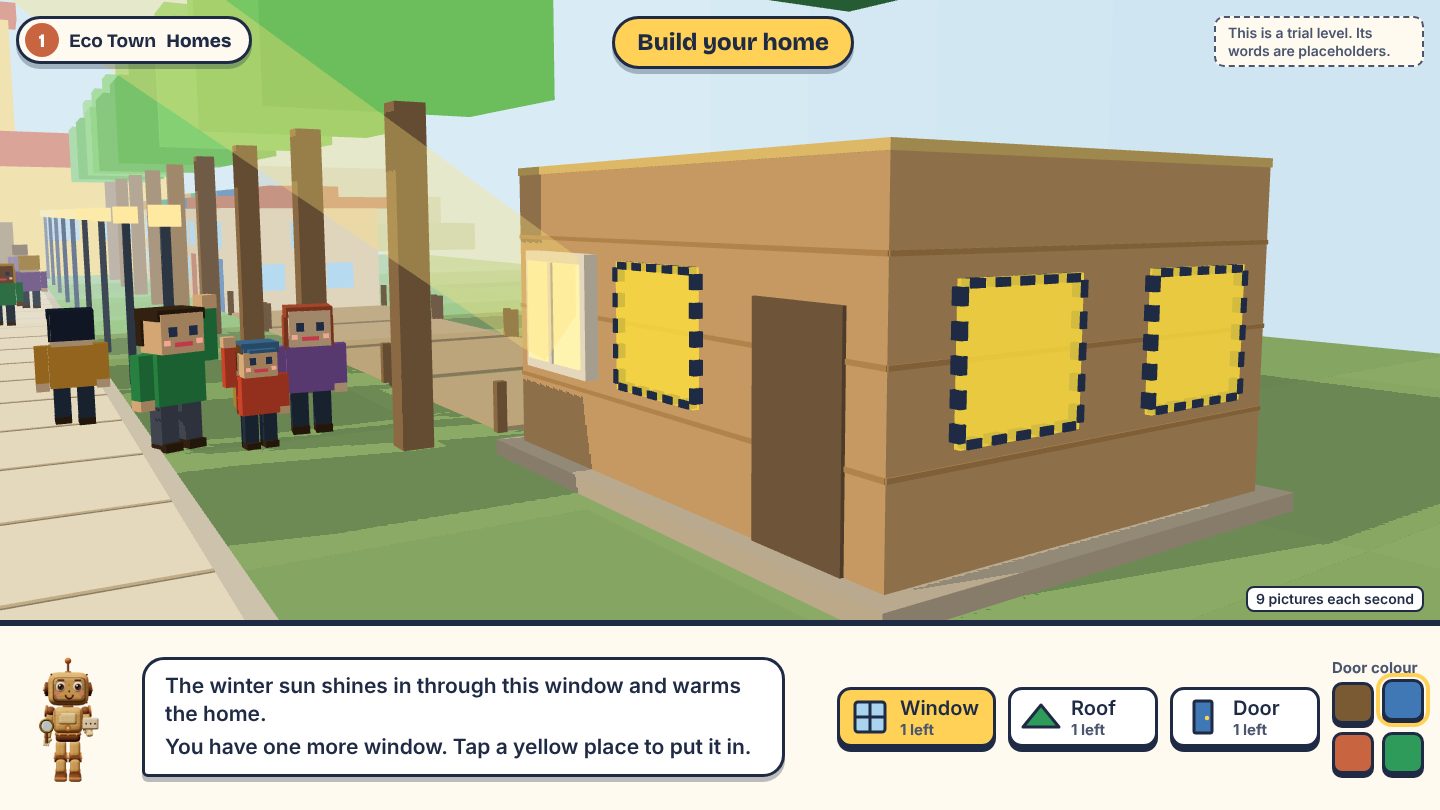 1 Eco Town Homes
Build your home
This is a trial level. Its
words are placeholders.
9 pictures each second
The winter sun shines in through this window and warms
the home.
You have one more window. Tap a yellow place to put it in.
Window
1 left
Roof
1 left
Door
1 left
Door colour